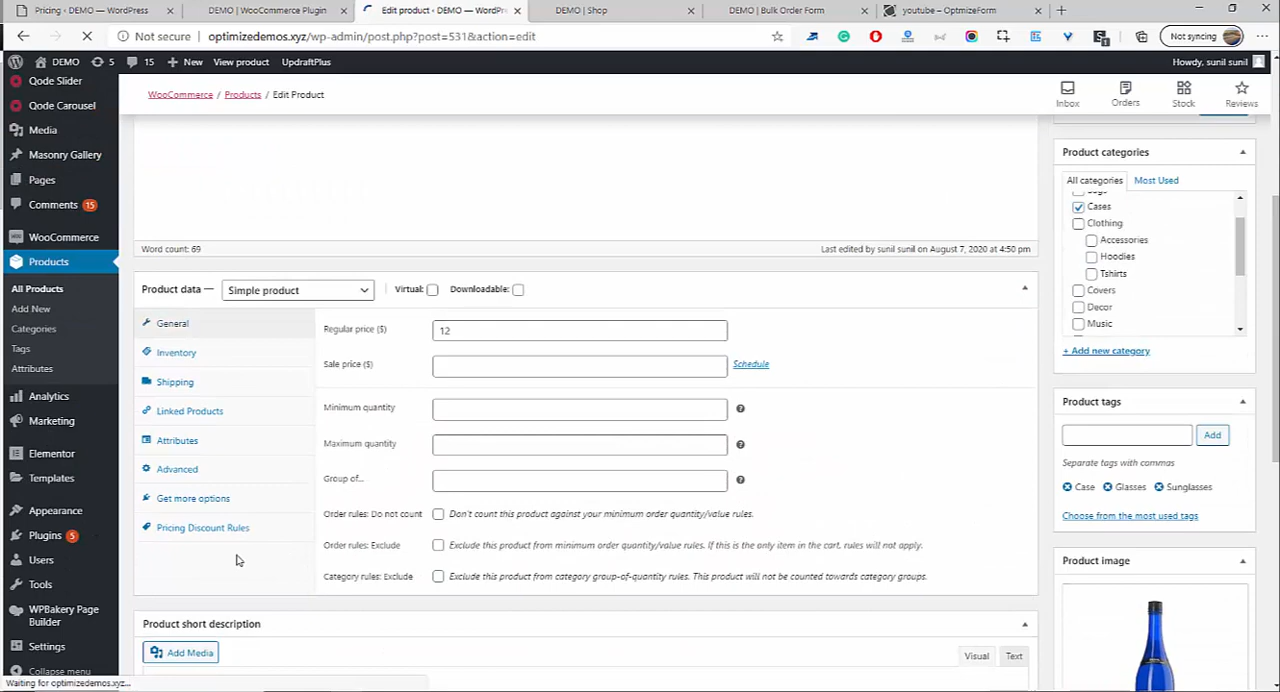 Pricing ‹ DEMO — WordPress
DEMO | WooCommerce Plugin
Edit product ‹ DEMO — WordPr
DEMO | Shop
DEMO | Bulk Order Form
youtube – OptmizeForm
Not secure
optimizedemos.xyz/wp-admin/post.php?post=531&action=edit
Not syncing
DEMO
5
15
New
View product
UpdraftPlus
Howdy, sunil sunil
Qode Slider
Qode Carousel
Media
Masonry Gallery
Pages
Comments 15
WooCommerce
Products
All Products
Add New
Categories
Tags
Attributes
Analytics
Marketing
Elementor
Templates
Appearance
Plugins 5
Users
Tools
WPBakery Page
Builder
Settings
Collapse menu
Waiting for optimizedemos.xyz...
WooCommerce / Products / Edit Product
Inbox
Orders
Stock
Reviews
Word count: 69
Last edited by sunil sunil on August 7, 2020 at 4:50 pm
Product data —
Simple product
Virtual:
Downloadable:
General
Inventory
Shipping
Linked Products
Attributes
Advanced
Get more options
Pricing Discount Rules
Regular price ($)
12
Sale price ($)
Schedule
Minimum quantity
Maximum quantity
Group of...
Order rules: Do not count
Don't count this product against your minimum order quantity/value rules.
Order rules: Exclude
Exclude this product from minimum order quantity/value rules. If this is the only item in the cart, rules will not apply.
Category rules: Exclude
Exclude this product from category group-of-quantity rules. This product will not be counted towards category groups.
Product short description
Add Media
Visual
Text
Product categories
All categories
Most Used
Cases
Clothing
Accessories
Hoodies
Tshirts
Covers
Decor
Music
+ Add new category
Product tags
Add
Separate tags with commas
Case
Glasses
Sunglasses
Choose from the most used tags
Product image